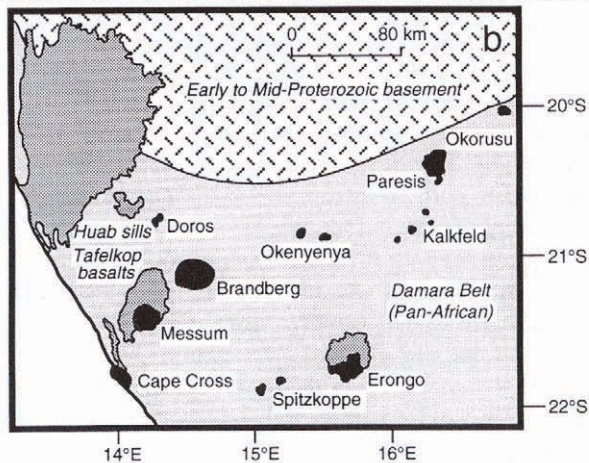 0 80 km
b
Early to Mid-Proterozoic basement
20°S
Okorusu
Paresis
Huab sills
Doros
Okenyenya
Kalkfeld
21°S
Tafelkop
basalts
Brandberg
Damara Belt
(Pan-African)
Messum
Cape Cross
Spitzkoppe
Erongo
22°S
14°E 15°E 16°E